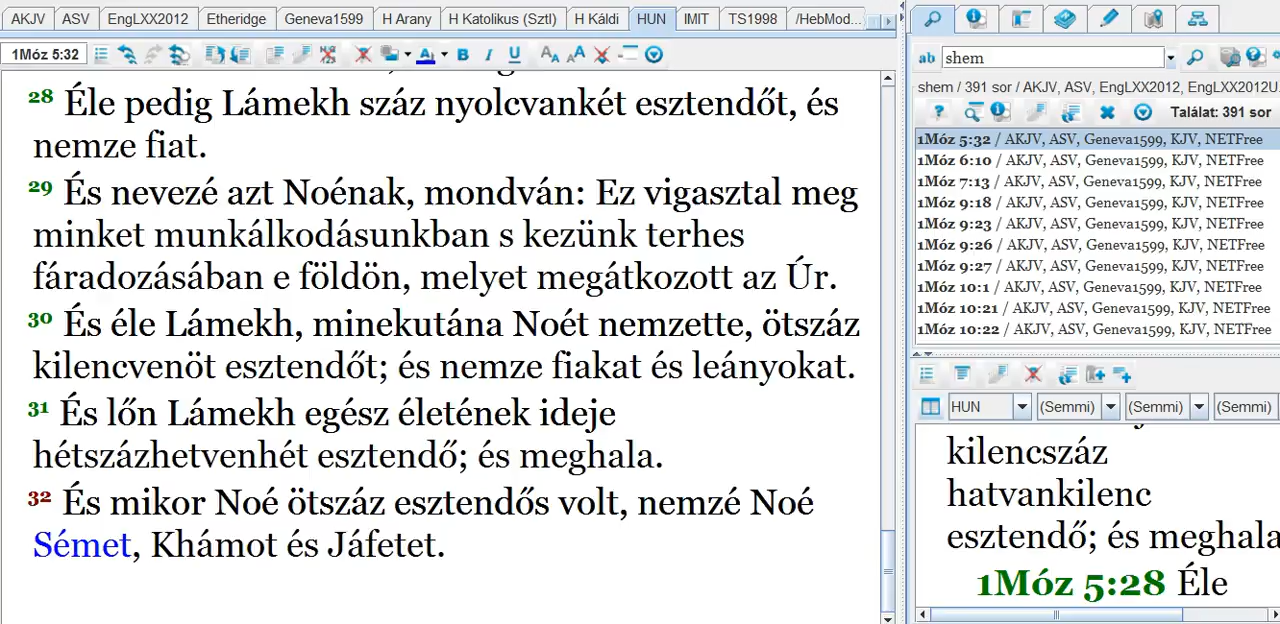 AKJV ASV EngLXX2012 Etheridge Geneva1599 H Arany H Katolikus (Sztl) H Káldi HUN IMIT TS1998 /HebMod...
1Móz 5:32
28 Éle pedig Lámekh száz nyolcvankét esztendőt, és
nemze fiat.
29 És nevezé azt Noénak, mondván: Ez vigasztal meg
minket munkálkodásunkban s kezünk terhes
fáradozásában e földön, melyet megátkozott az Úr.
30 És éle Lámekh, minekutána Noét nemzette, ötszáz
kilencvenöt esztendőt; és nemze fiakat és leányokat.
31 És lőn Lámekh egész életének ideje
hétszázhetvenhét esztendő; és meghala.
32 És mikor Noé ötszáz esztendős volt, nemzé Noé
Sémet, Khámot és Jáfetet.
ab shem
shem / 391 sor / AKJV, ASV, EngLXX2012, EngLXX2012U.
Találat: 391 sor
1Móz 5:32 / AKJV, ASV, Geneva1599, KJV, NETFree
1Móz 6:10 / AKJV, ASV, Geneva1599, KJV, NETFree
1Móz 7:13 / AKJV, ASV, Geneva1599, KJV, NETFree
1Móz 9:18 / AKJV, ASV, Geneva1599, KJV, NETFree
1Móz 9:23 / AKJV, ASV, Geneva1599, KJV, NETFree
1Móz 9:26 / AKJV, ASV, Geneva1599, KJV, NETFree
1Móz 9:27 / AKJV, ASV, Geneva1599, KJV, NETFree
1Móz 10:1 / AKJV, ASV, Geneva1599, KJV, NETFree
1Móz 10:21 / AKJV, ASV, Geneva1599, KJV, NETFree
1Móz 10:22 / AKJV, ASV, Geneva1599, KJV, NETFree
HUN (Semmi) (Semmi) (Semmi)
kilencszáz
hatvankilenc
esztendő; és meghala
1Móz 5:28 Éle